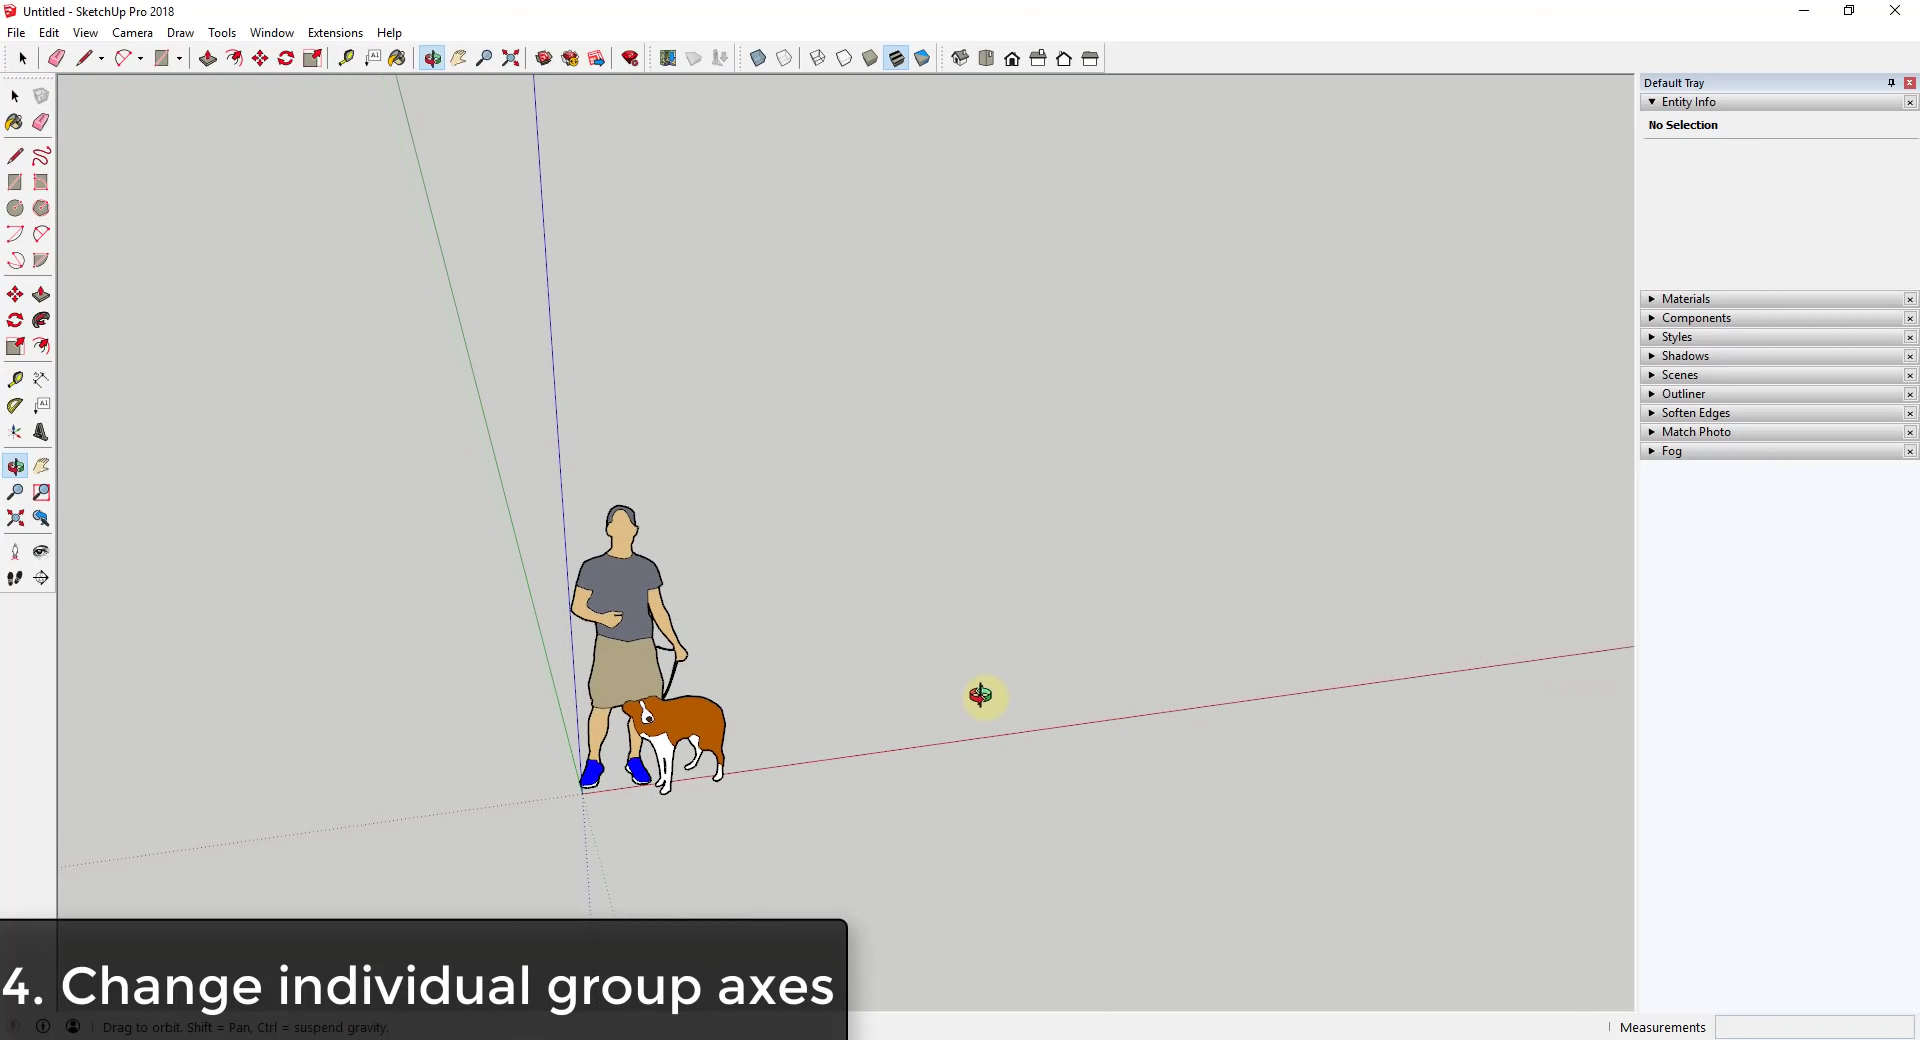 Untitled - SketchUp Pro 2018
File Edit View Camera Draw Tools Window Extensions Help
Default Tray
Entity Info
No Selection
Materials
Components
Styles
Shadows
Scenes
Outliner
Soften Edges
Match Photo
Fog
4. Change individual group axes
Drag to orbit. Shift = Pan, Ctrl = suspend gravity.
Measurements